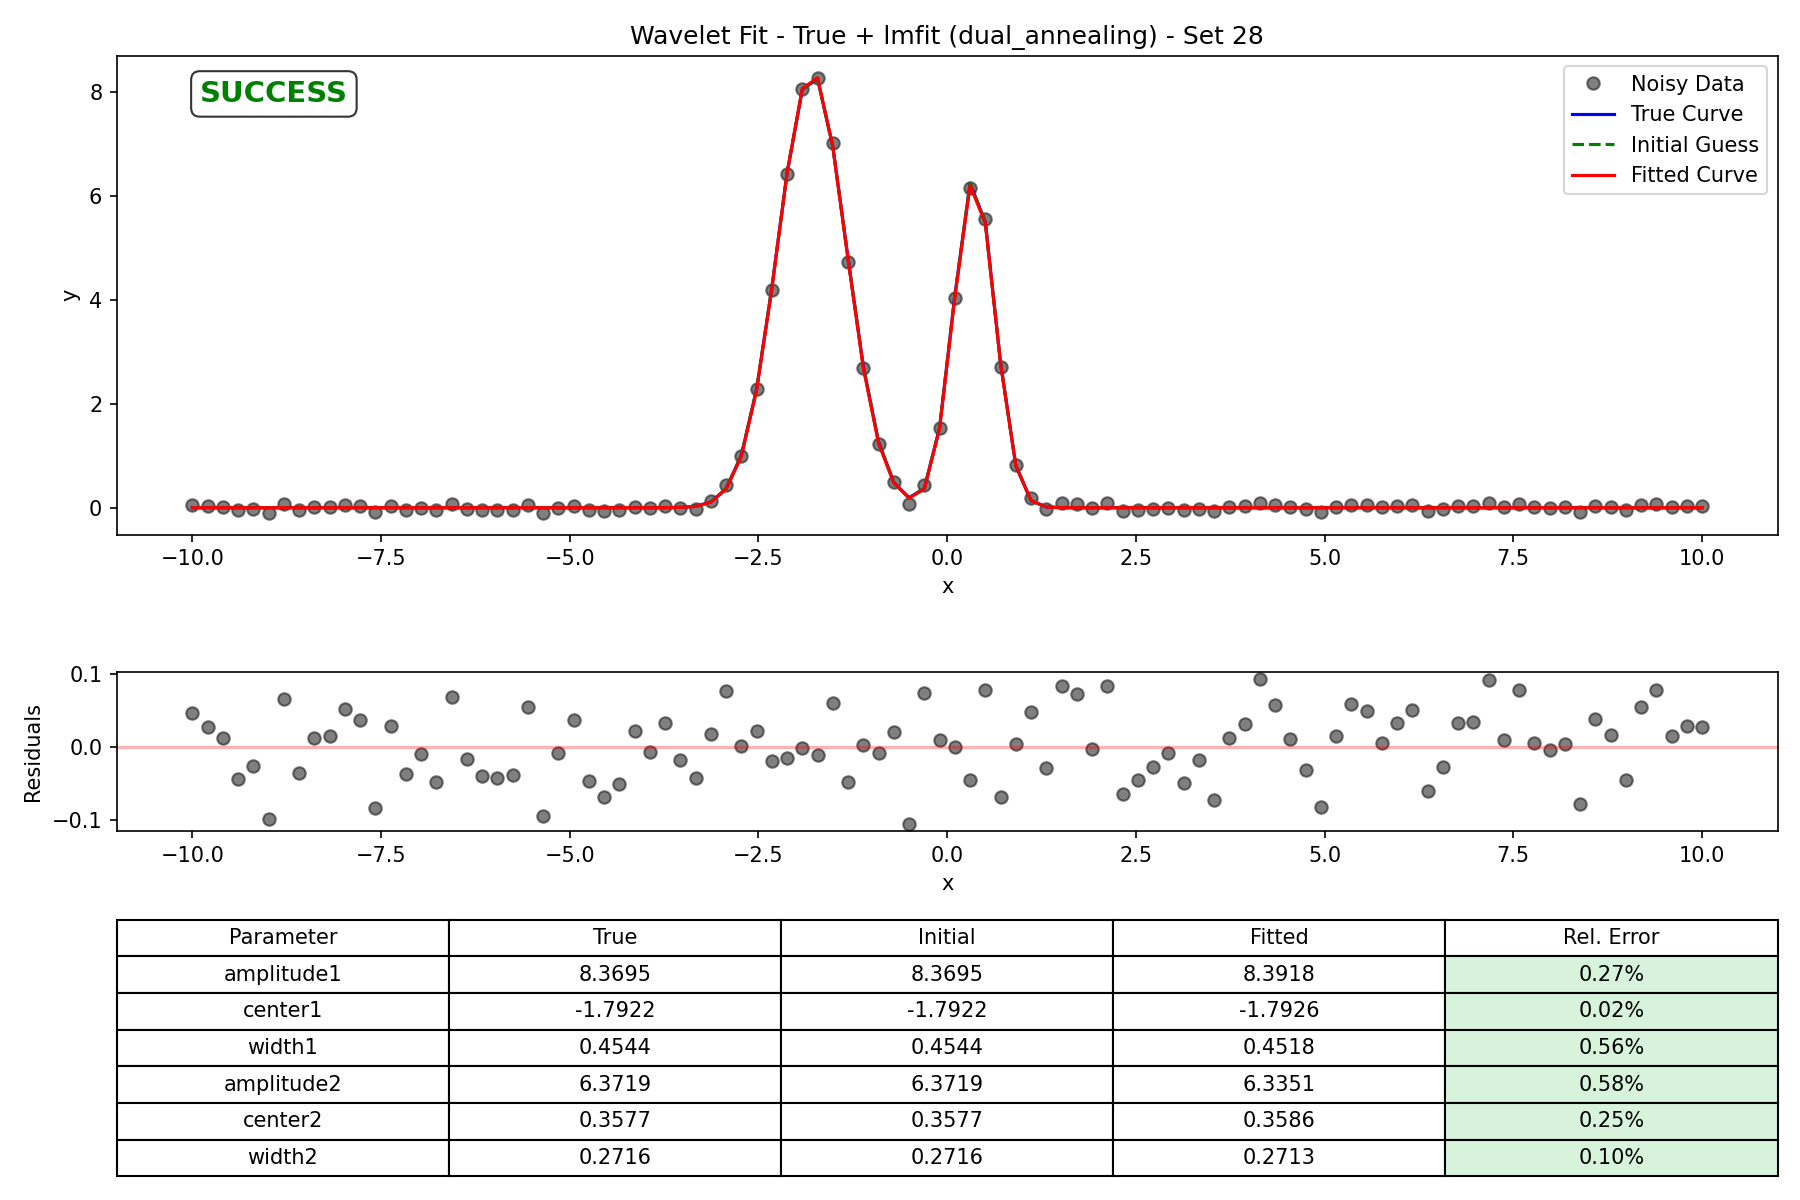 Wavelet Fit - True + lmfit (dual_annealing) - Set 28
SUCCESS
Noisy Data
True Curve
Initial Guess
Fitted Curve
8
6
4
2
0
y
−10.0 −7.5 −5.0 −2.5 0.0 2.5 5.0 7.5 10.0
x
0.1
0.0
−0.1
Residuals
−10.0 −7.5 −5.0 −2.5 0.0 2.5 5.0 7.5 10.0
x
Parameter True Initial Fitted Rel. Error
amplitude1 8.3695 8.3695 8.3918 0.27%
center1 -1.7922 -1.7922 -1.7926 0.02%
width1 0.4544 0.4544 0.4518 0.56%
amplitude2 6.3719 6.3719 6.3351 0.58%
center2 0.3577 0.3577 0.3586 0.25%
width2 0.2716 0.2716 0.2713 0.10%